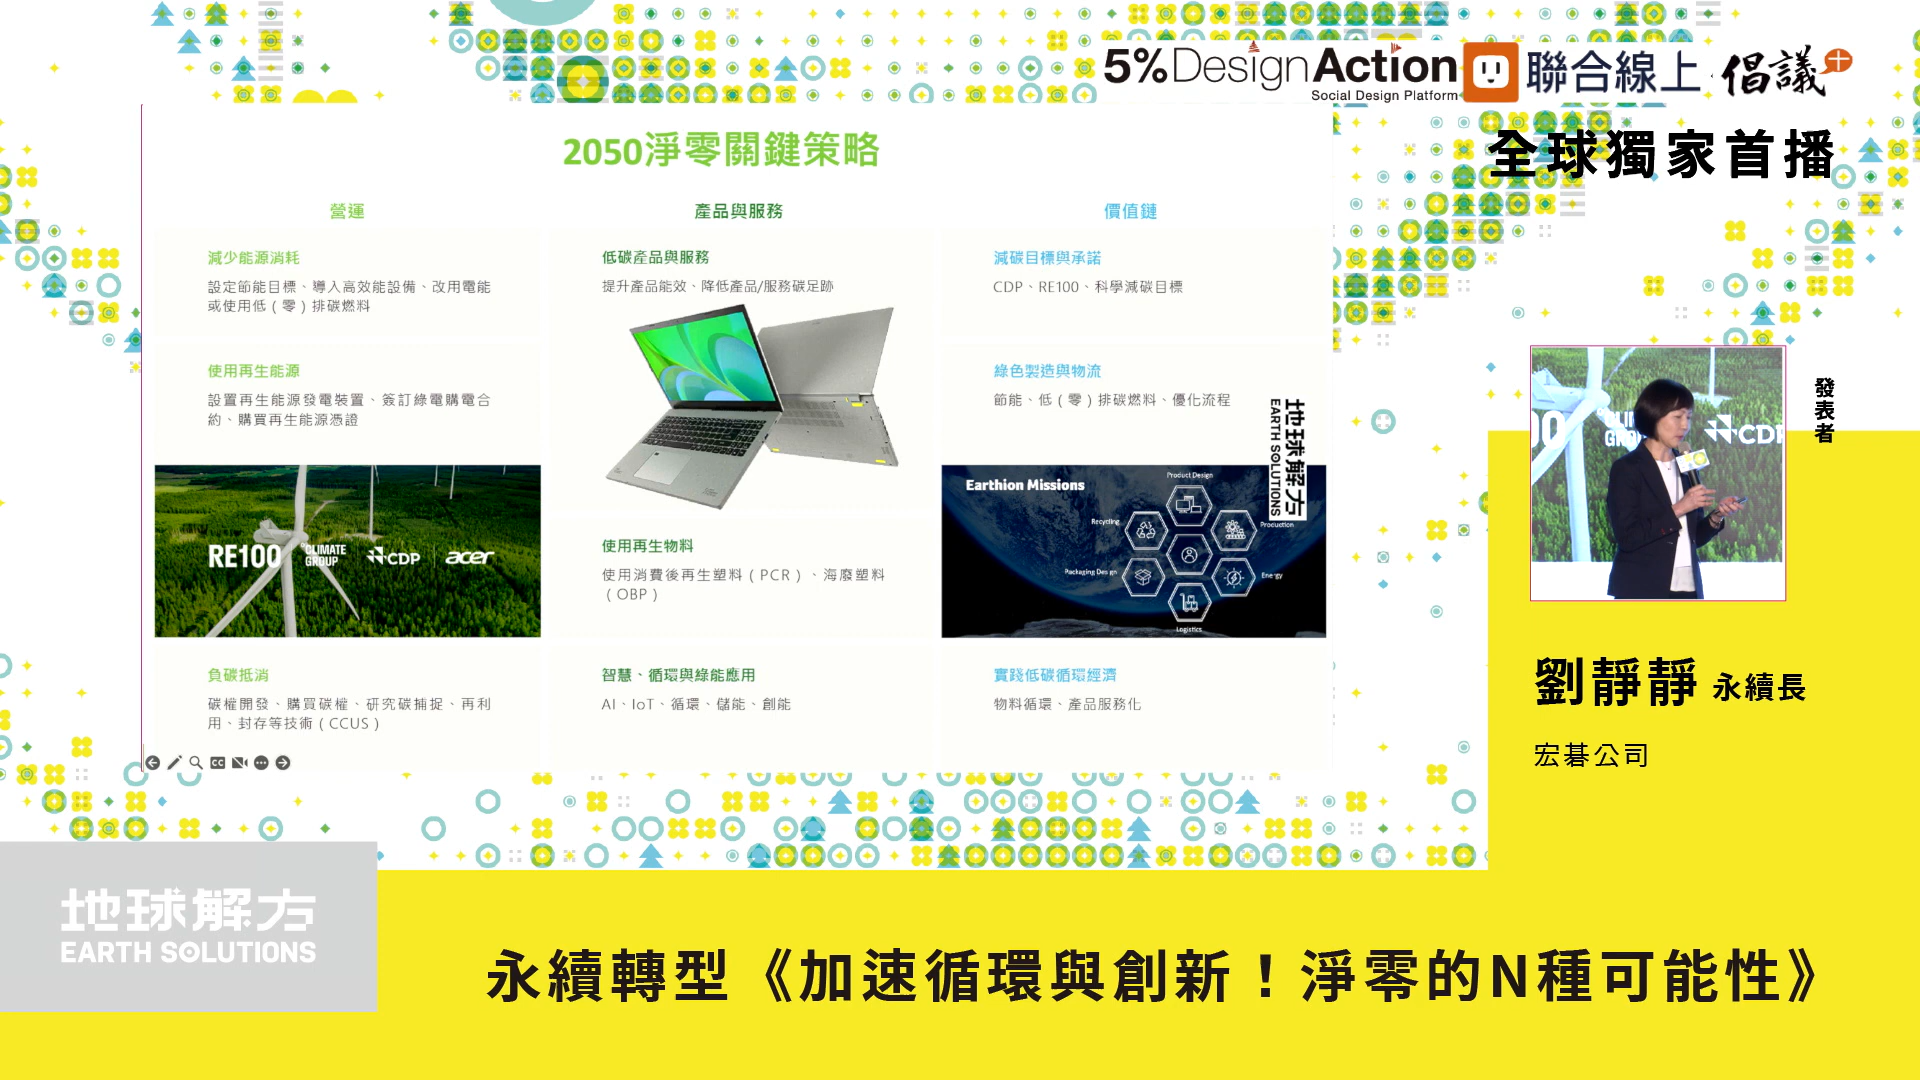 5%DesignAction
Social Design Platform
聯合線上
倡議+
全球獨家首播
2050淨零關鍵策略
營運
減少能源消耗
設定節能目標、導入高效能設備、改用電能
或使用低（零）排碳燃料
使用再生能源
設置再生能源發電裝置、簽訂綠電購電合
約、購買再生能源憑證
RE100
°CLIMATE
GROUP
CDP
acer
負碳抵消
碳權開發、購買碳權、研究碳捕捉、再利
用、封存等技術（CCUS）
產品與服務
低碳產品與服務
提升產品能效、降低產品/服務碳足跡
使用再生物料
使用消費後再生塑料（PCR）、海廢塑料
（OBP）
智慧、循環與綠能應用
AI、IoT、循環、儲能、創能
價值鏈
減碳目標與承諾
CDP、RE100、科學減碳目標
綠色製造與物流
節能、低（零）排碳燃料、優化流程
地球解方
EARTH SOLUTIONS
Earthion Missions
Product Design
Recycling
Production
Packaging Design
Energy
Logistics
實踐低碳循環經濟
物料循環、產品服務化
CC
CDP
發表者
劉靜靜 永續長
宏碁公司
地球解方
EARTH SOLUTIONS
永續轉型《加速循環與創新！淨零的N種可能性》